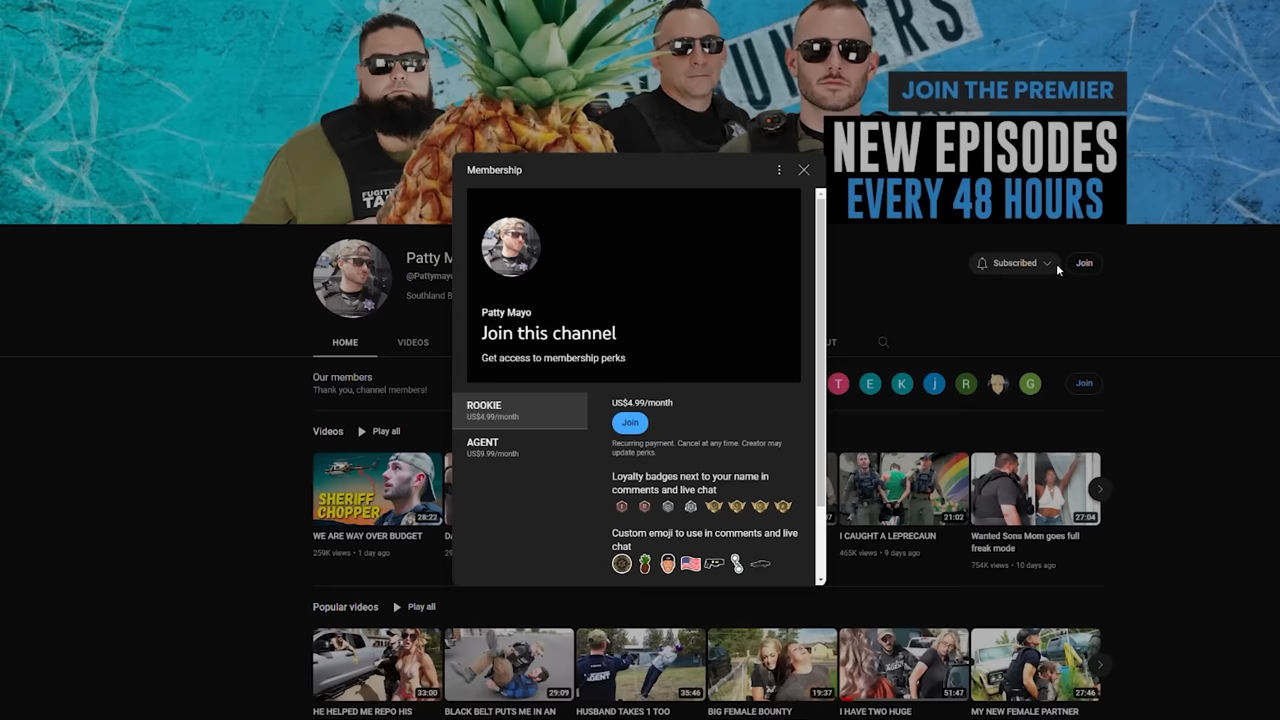 UNTERS
JOIN THE PREMIER
NEW EPISODES
EVERY 48 HOURS
FUGITI
TA
Membership
Patty M
@Pattymayo
Southland B
Subscribed
Join
Patty Mayo
Join this channel
Get access to membership perks
HOME
VIDEOS
UT
Our members
Thank you, channel members!
T
E
K
j
R
G
Join
ROOKIE
US$4.99/month
AGENT
US$9.99/month
US$4.99/month
Join
Recurring payment. Cancel at any time. Creator may
update perks.
Loyalty badges next to your name in
comments and live chat
Custom emoji to use in comments and live
chat
Videos
Play all
SHERIFF
CHOPPER
28:22
WE ARE WAY OVER BUDGET
259K views • 1 day ago
21:02
I CAUGHT A LEPRECAUN
465K views • 9 days ago
27:04
Wanted Sons Mom goes full
freak mode
754K views • 10 days ago
Popular videos
Play all
33:00
HE HELPED ME REPO HIS
29:09
BLACK BELT PUTS ME IN AN
AGENT
35:46
HUSBAND TAKES 1 TOO
19:37
BIG FEMALE BOUNTY
51:47
I HAVE TWO HUGE
27:46
MY NEW FEMALE PARTNER